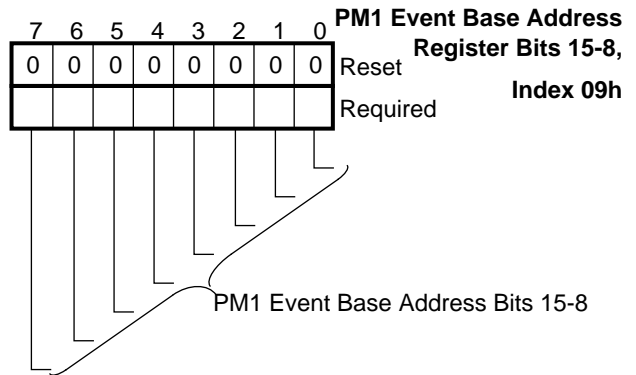 PM1 Event Base Address
Register Bits 15-8,
Index 09h
7 6 5 4 3 2 1 0
0 0 0 0 0 0 0 0 Reset
Required
PM1 Event Base Address Bits 15-8